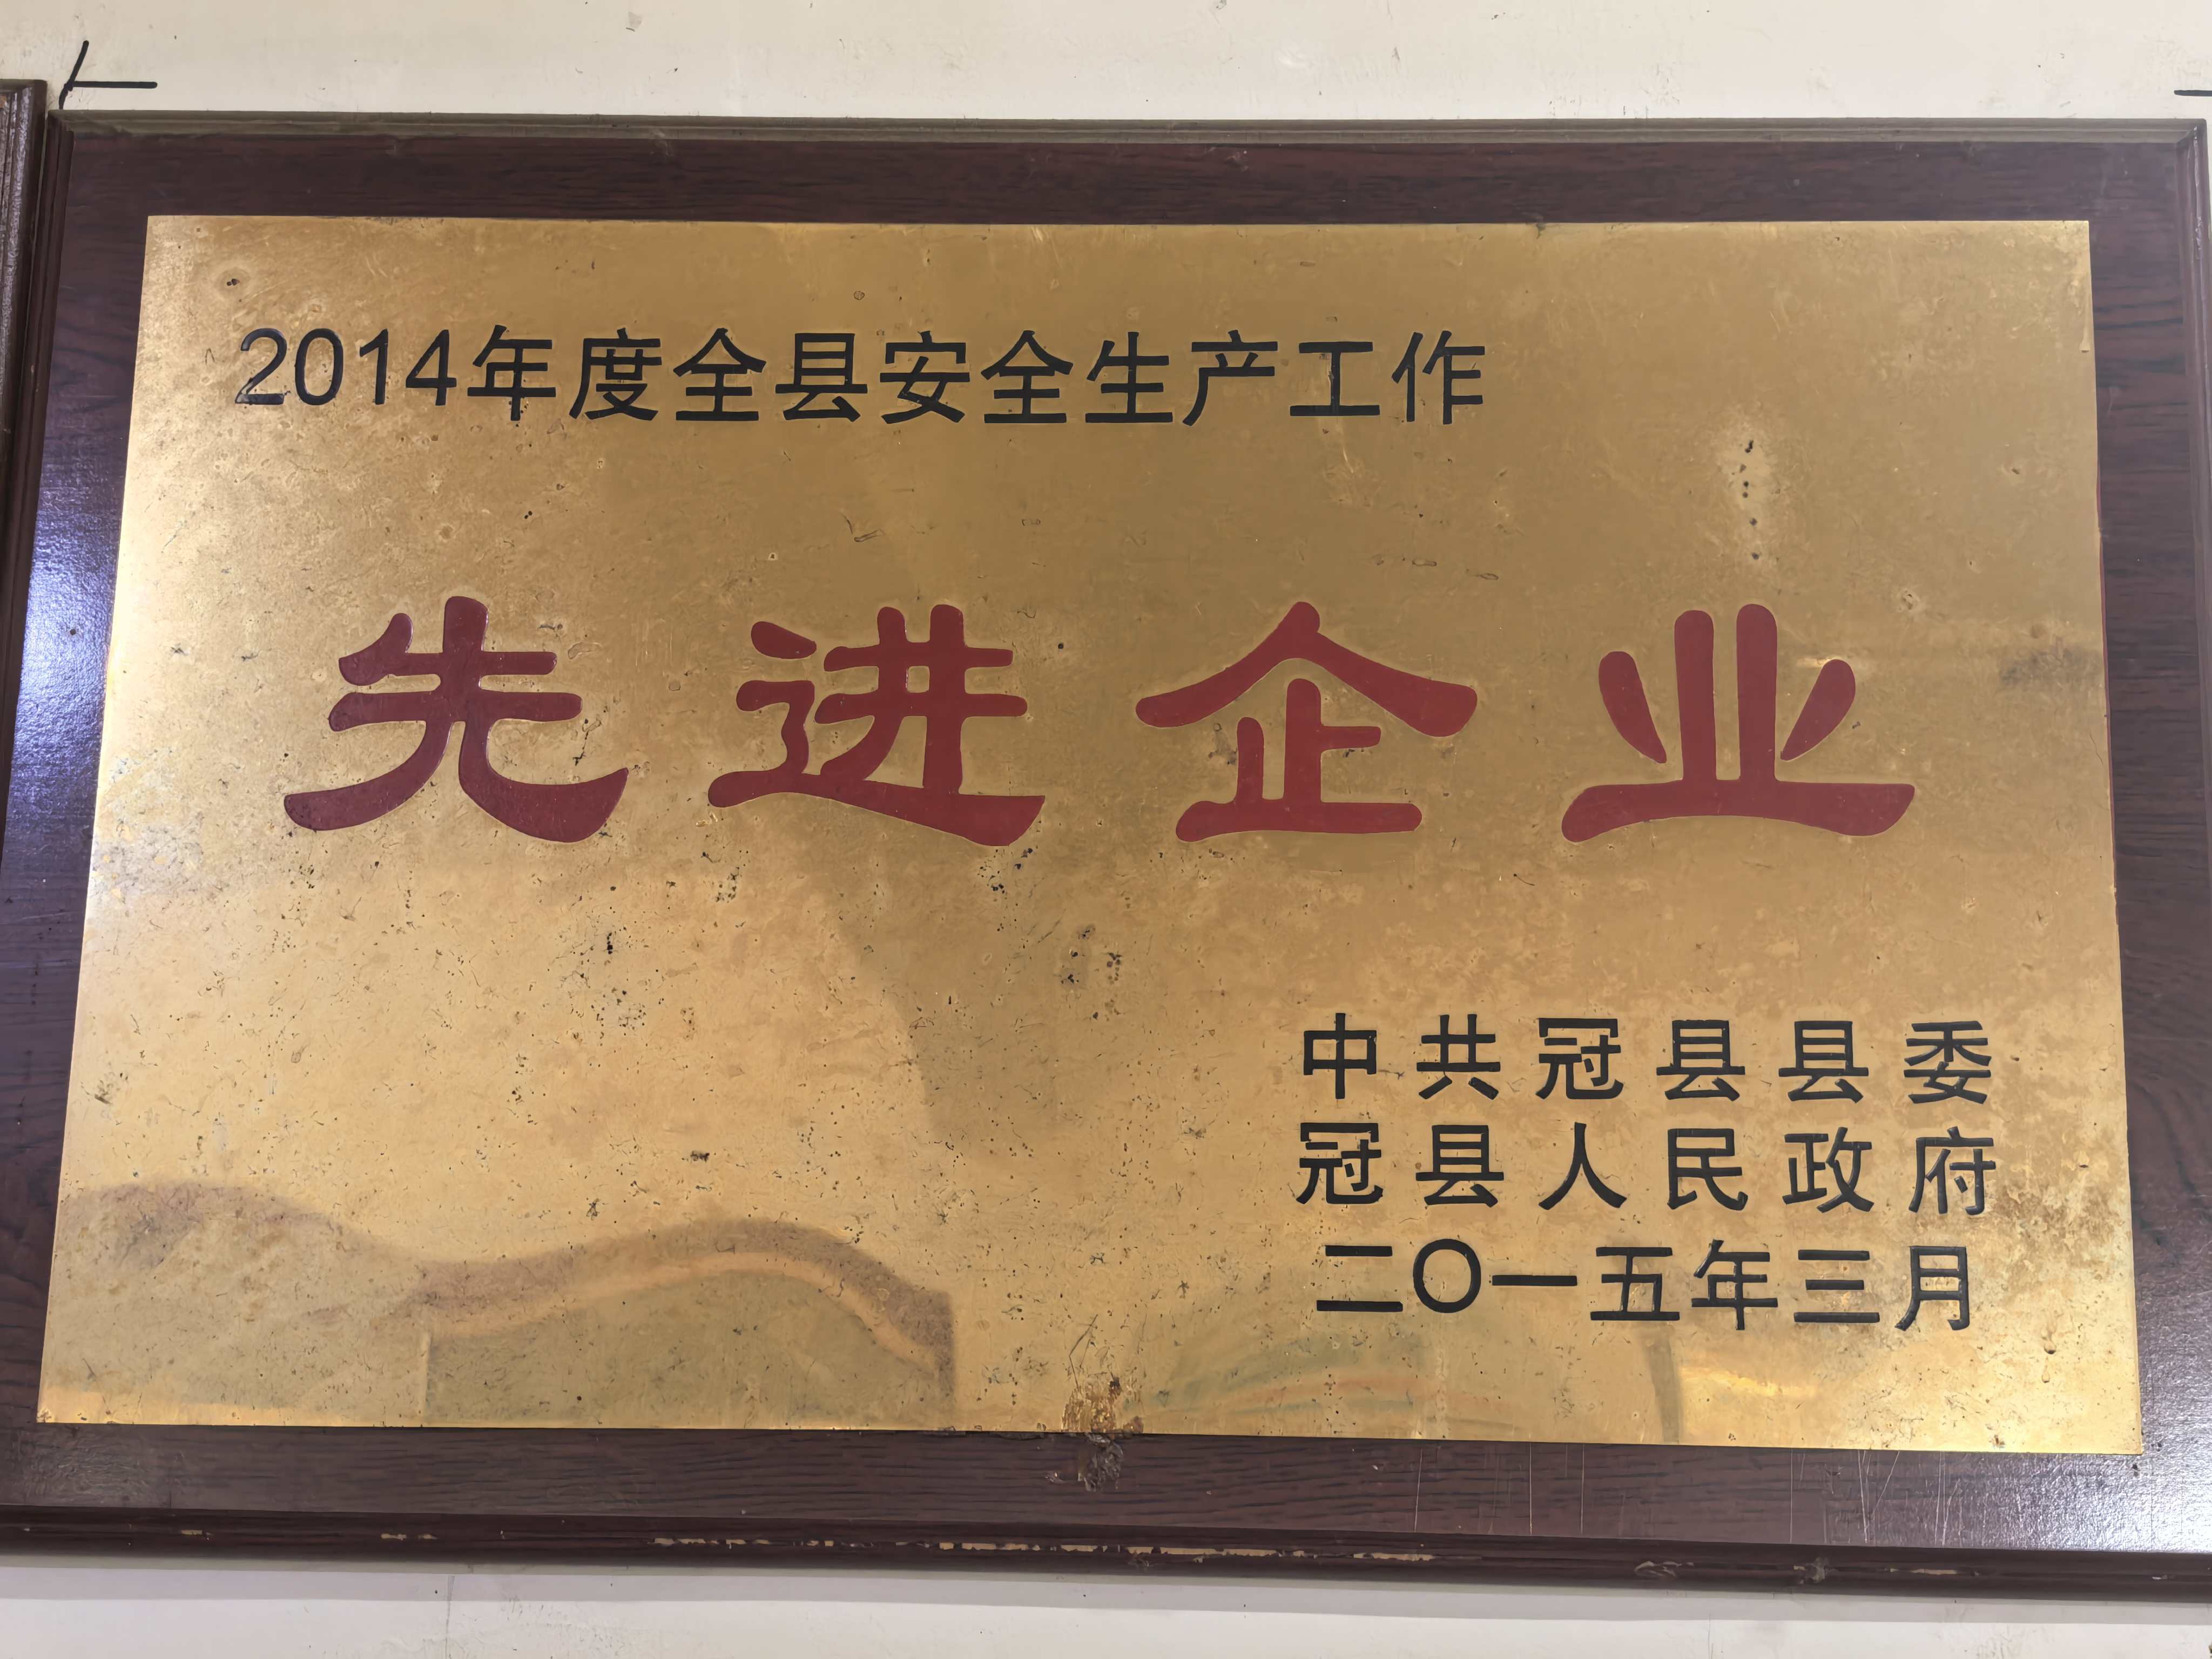 2014年度全县安全生产工作
先进企业
中共冠县县委
冠县人民政府
二〇一五年三月